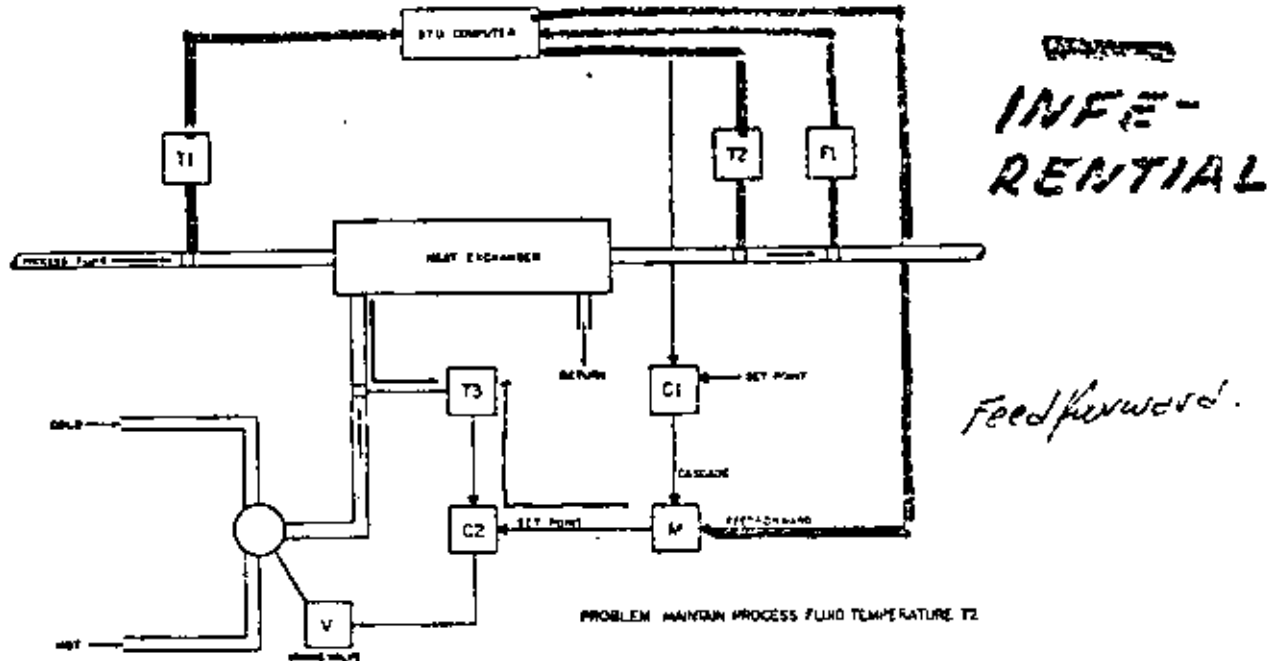 BTU COMPUTER
INFE-
RENTIAL
T1
T2
F1
PROCESS FLUID
HEAT EXCHANGER
RETURN
T3
C1
SET POINT
Feedforward.
COLD
CASCADE
C2
SET POINT
M
FEEDFORWARD
V
HOT
PROBLEM MAINTAIN PROCESS FLUID TEMPERATURE T2